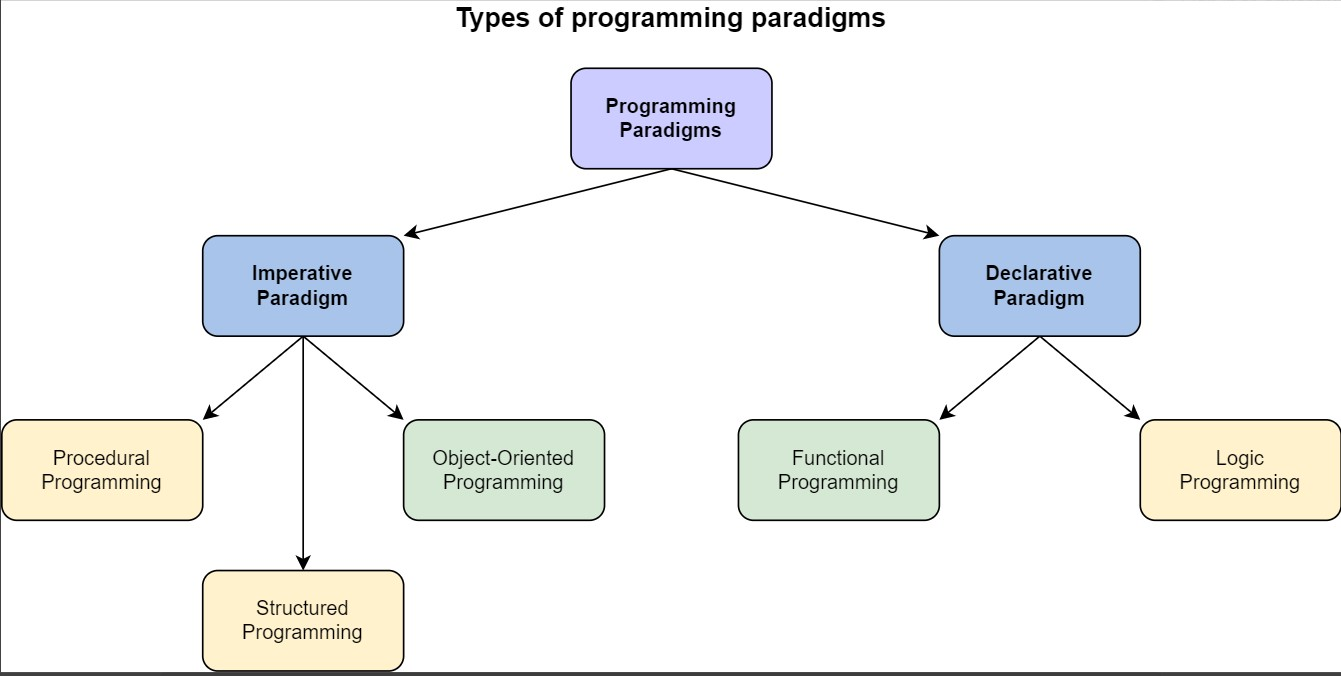 Types of programming paradigms
Programming
Paradigms
Imperative
Paradigm
Declarative
Paradigm
Procedural
Programming
Object-Oriented
Programming
Functional
Programming
Logic
Programming
Structured
Programming